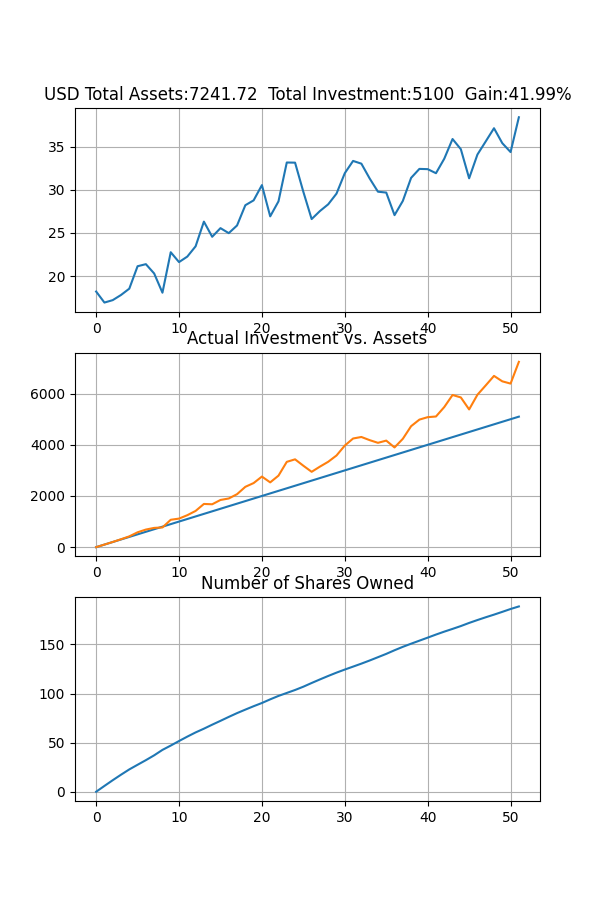 USD Total Assets:7241.72  Total Investment:5100  Gain:41.99%
35
30
25
20
0 10 20 30 40 50
Actual Investment vs. Assets
6000
4000
2000
0
0 10 20 30 40 50
Number of Shares Owned
150
100
50
0
0 10 20 30 40 50